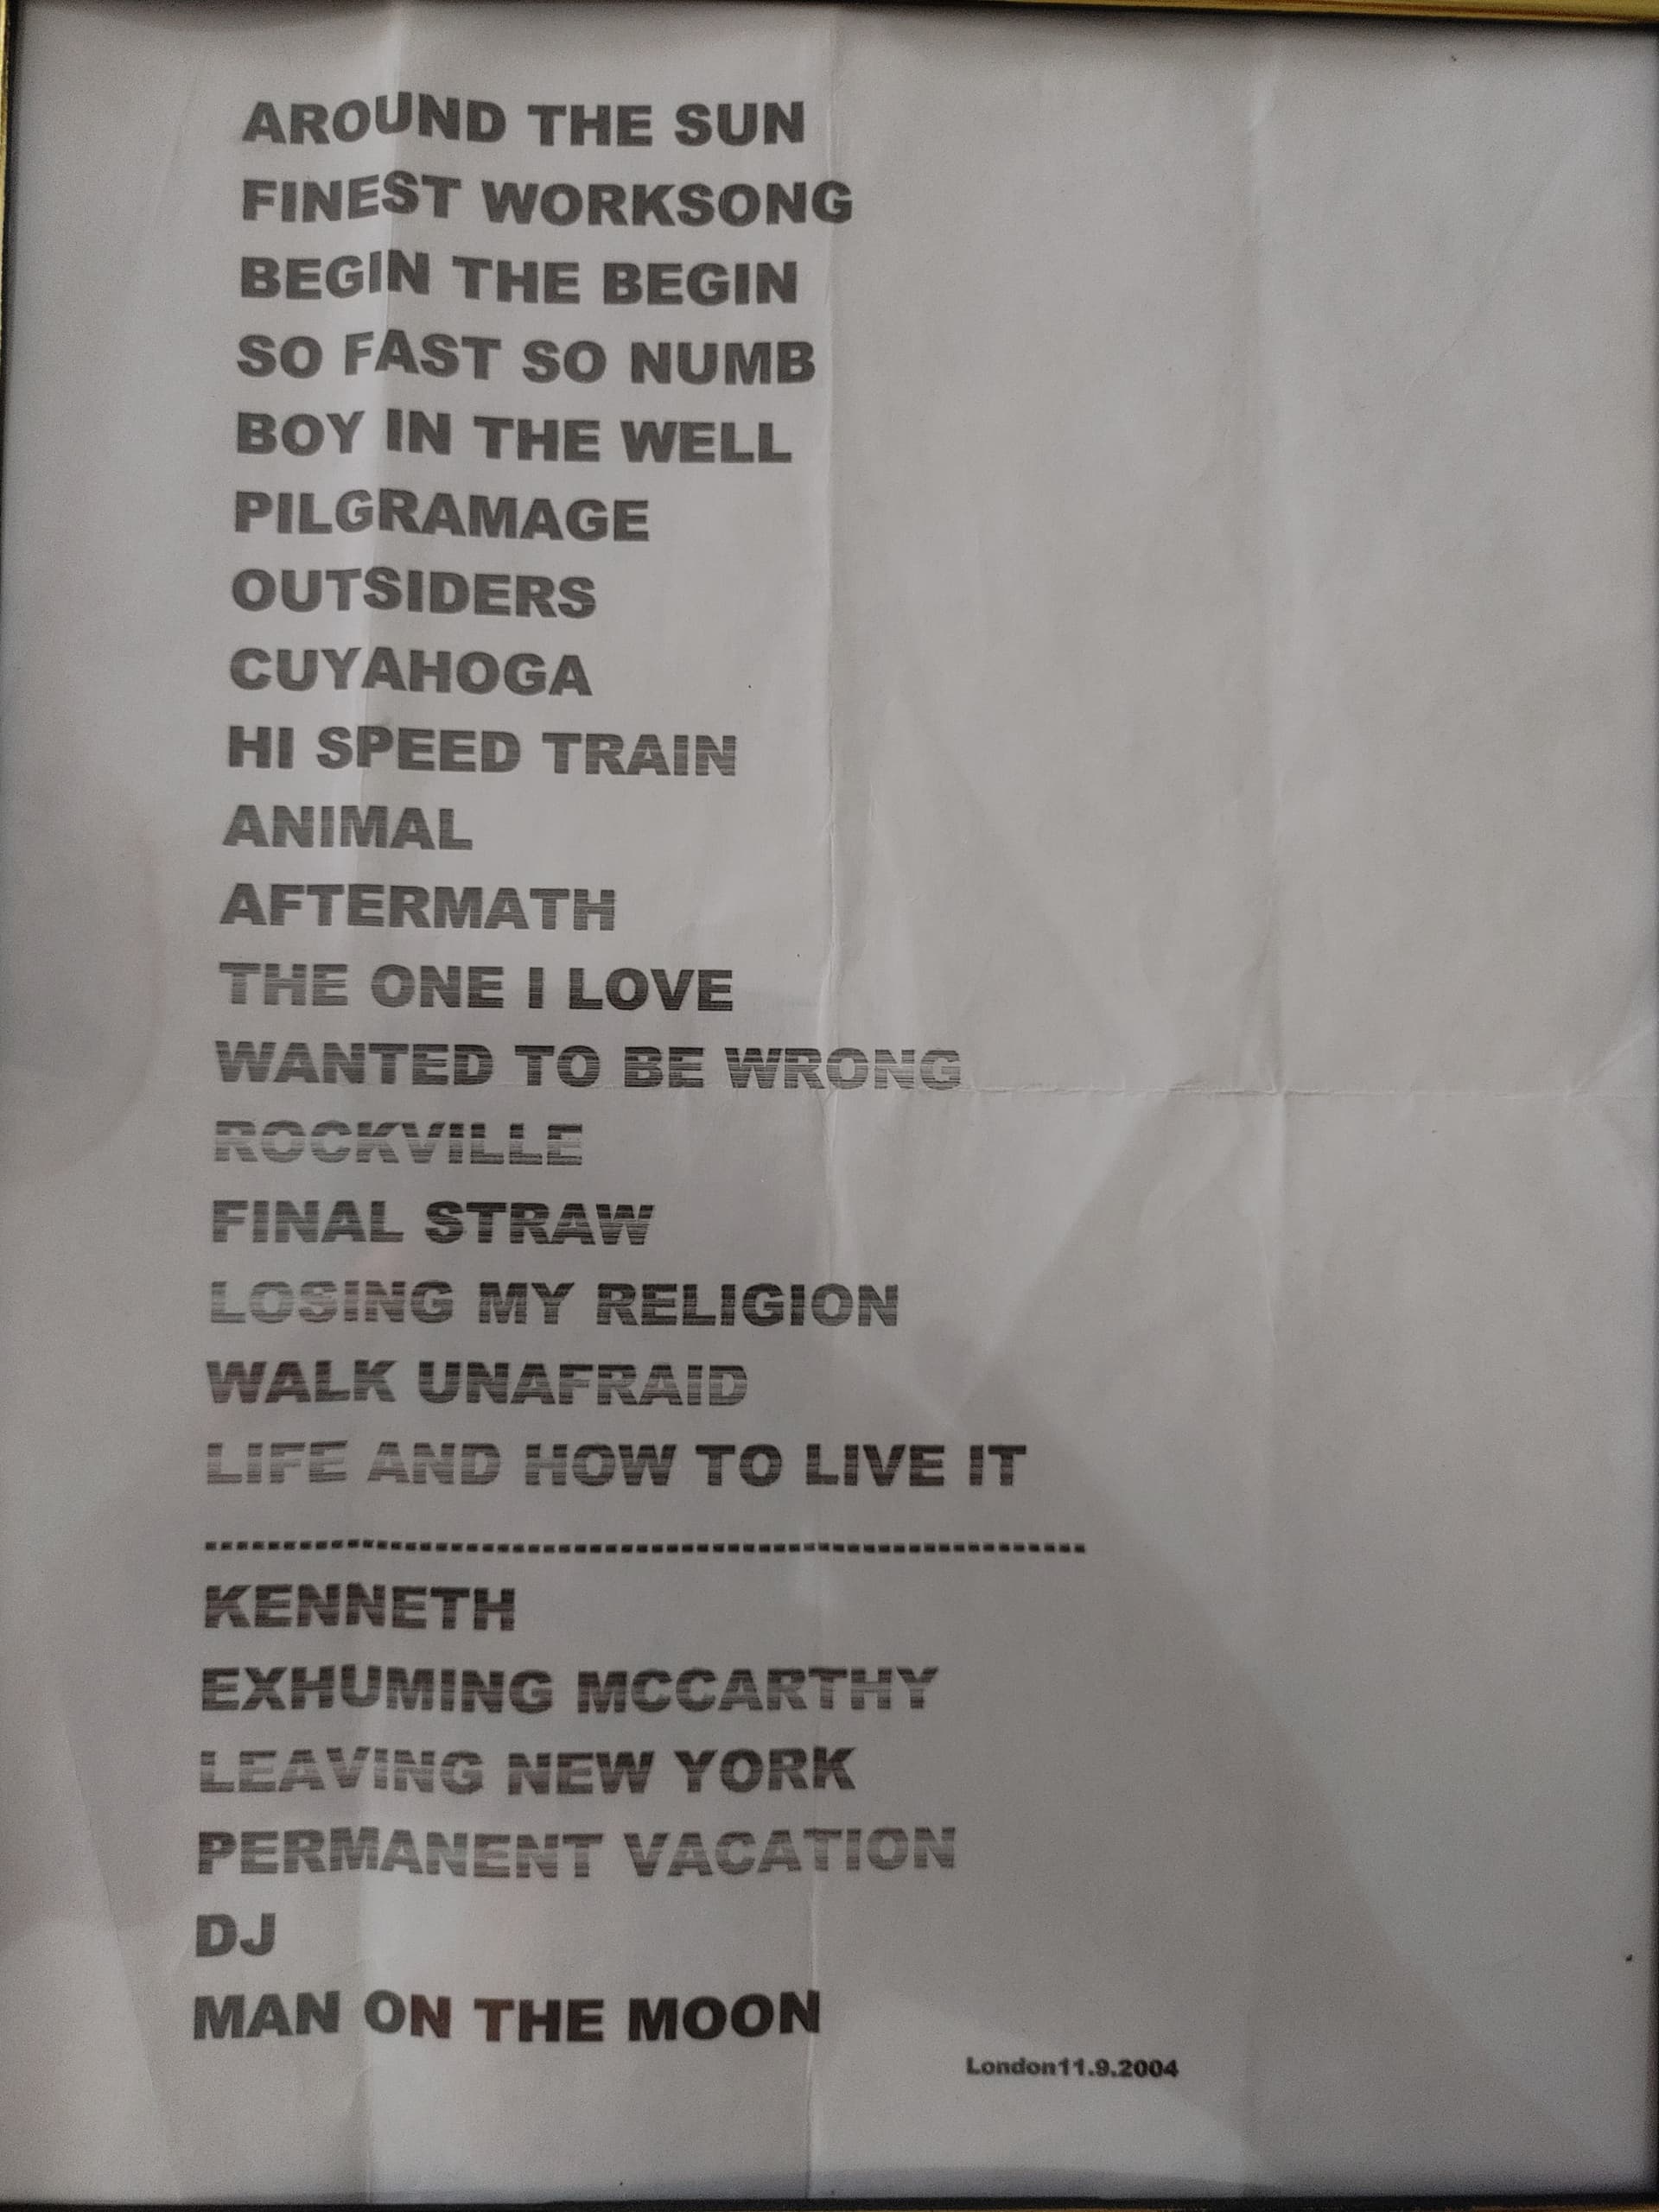 AROUND THE SUN
FINEST WORKSONG
BEGIN THE BEGIN
SO FAST SO NUMB
BOY IN THE WELL
PILGRAMAGE
OUTSIDERS
CUYAHOGA
HI SPEED TRAIN
ANIMAL
AFTERMATH
THE ONE I LOVE
WANTED TO BE WRONG
ROCKVILLE
FINAL STRAW
LOSING MY RELIGION
WALK UNAFRAID
LIFE AND HOW TO LIVE IT
KENNETH
EXHUMING MCCARTHY
LEAVING NEW YORK
PERMANENT VACATION
DJ
MAN ON THE MOON
London11.9.2004